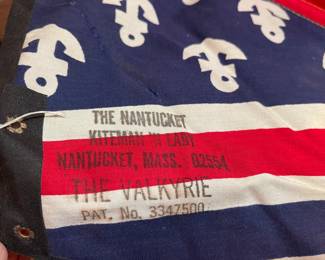 THE NANTUCKET
KITEMAN 'N LADY
NANTUCKET, MASS. 02554
THE VALKYRIE
PAT. No. 3347500